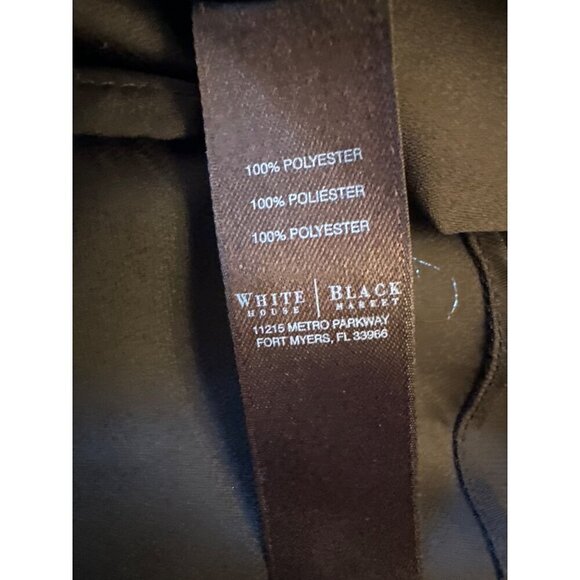 100% POLYESTER
100% POLIÉSTER
100% POLYESTER
WHITE | BLACK
HOUSE MARKET
11215 METRO PARKWAY
FORT MYERS, FL 33966